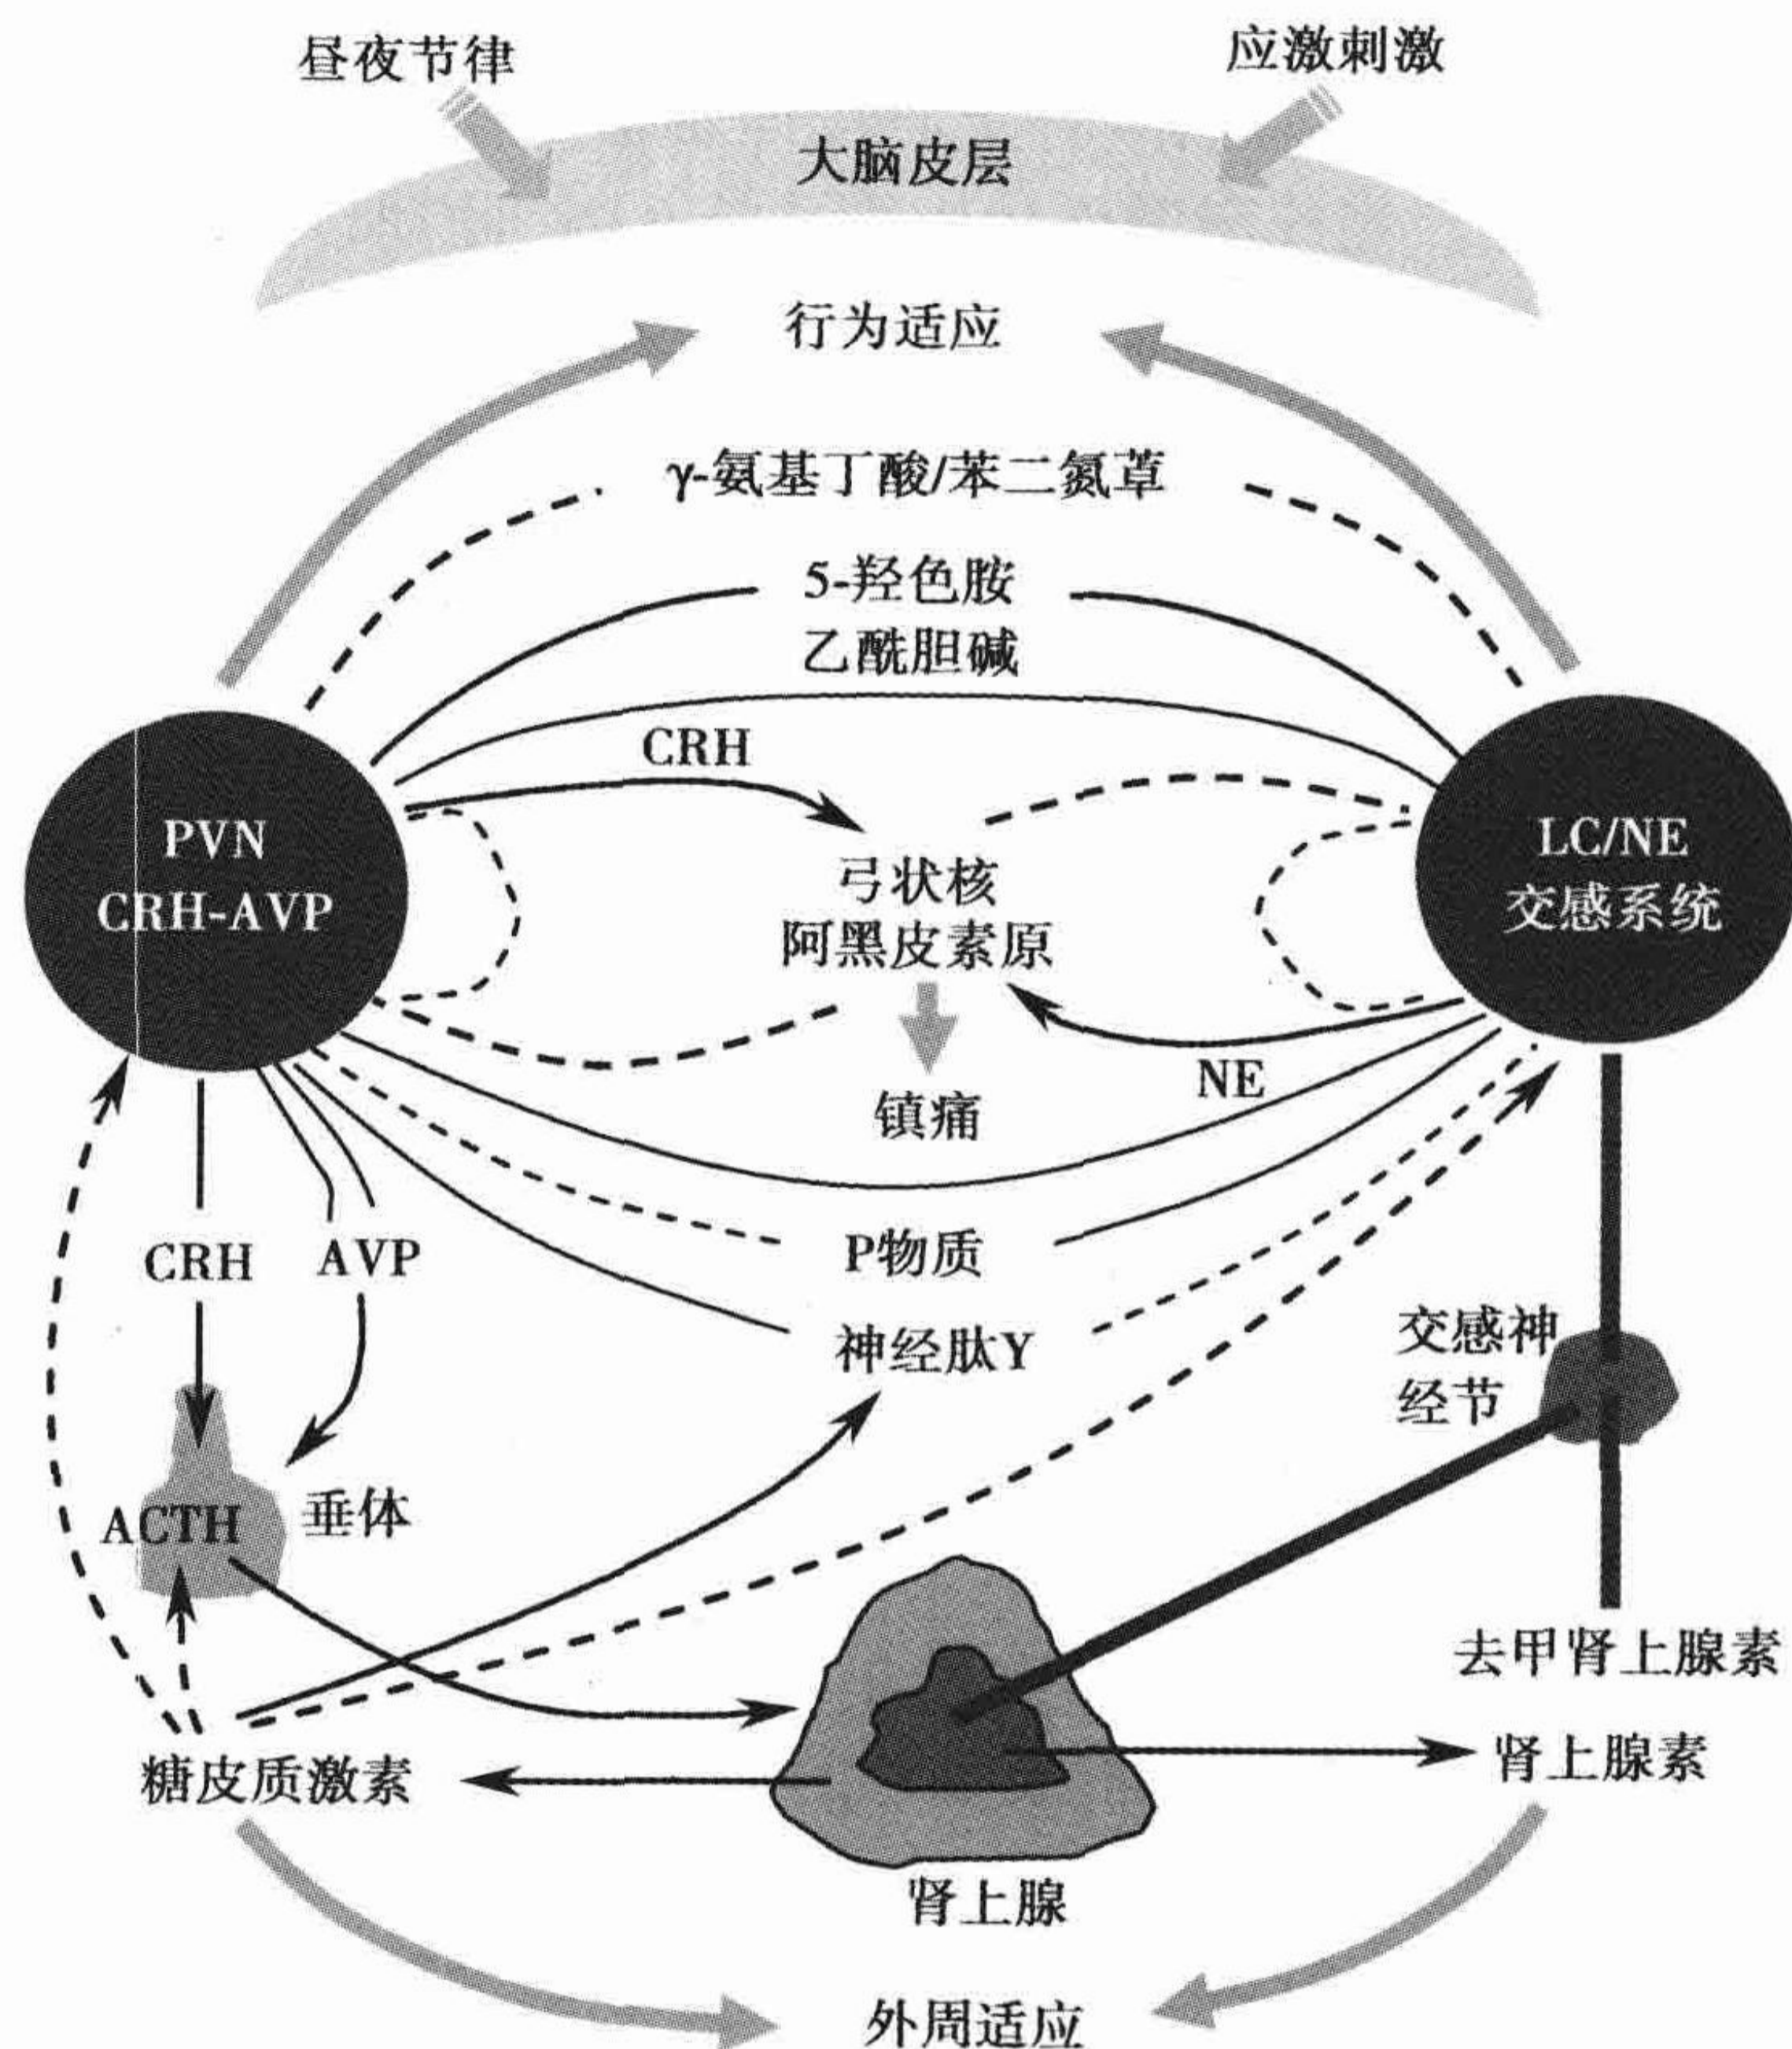 昼夜节律
应激刺激
大脑皮层
行为适应
γ-氨基丁酸/苯二氮䓬
5-羟色胺
乙酰胆碱
CRH
PVN
CRH-AVP
LC/NE
交感系统
弓状核
阿黑皮素原
NE
镇痛
CRH
AVP
P物质
神经肽Y
交感神
经节
ACTH
垂体
去甲肾上腺素
糖皮质激素
肾上腺素
肾上腺
外周适应